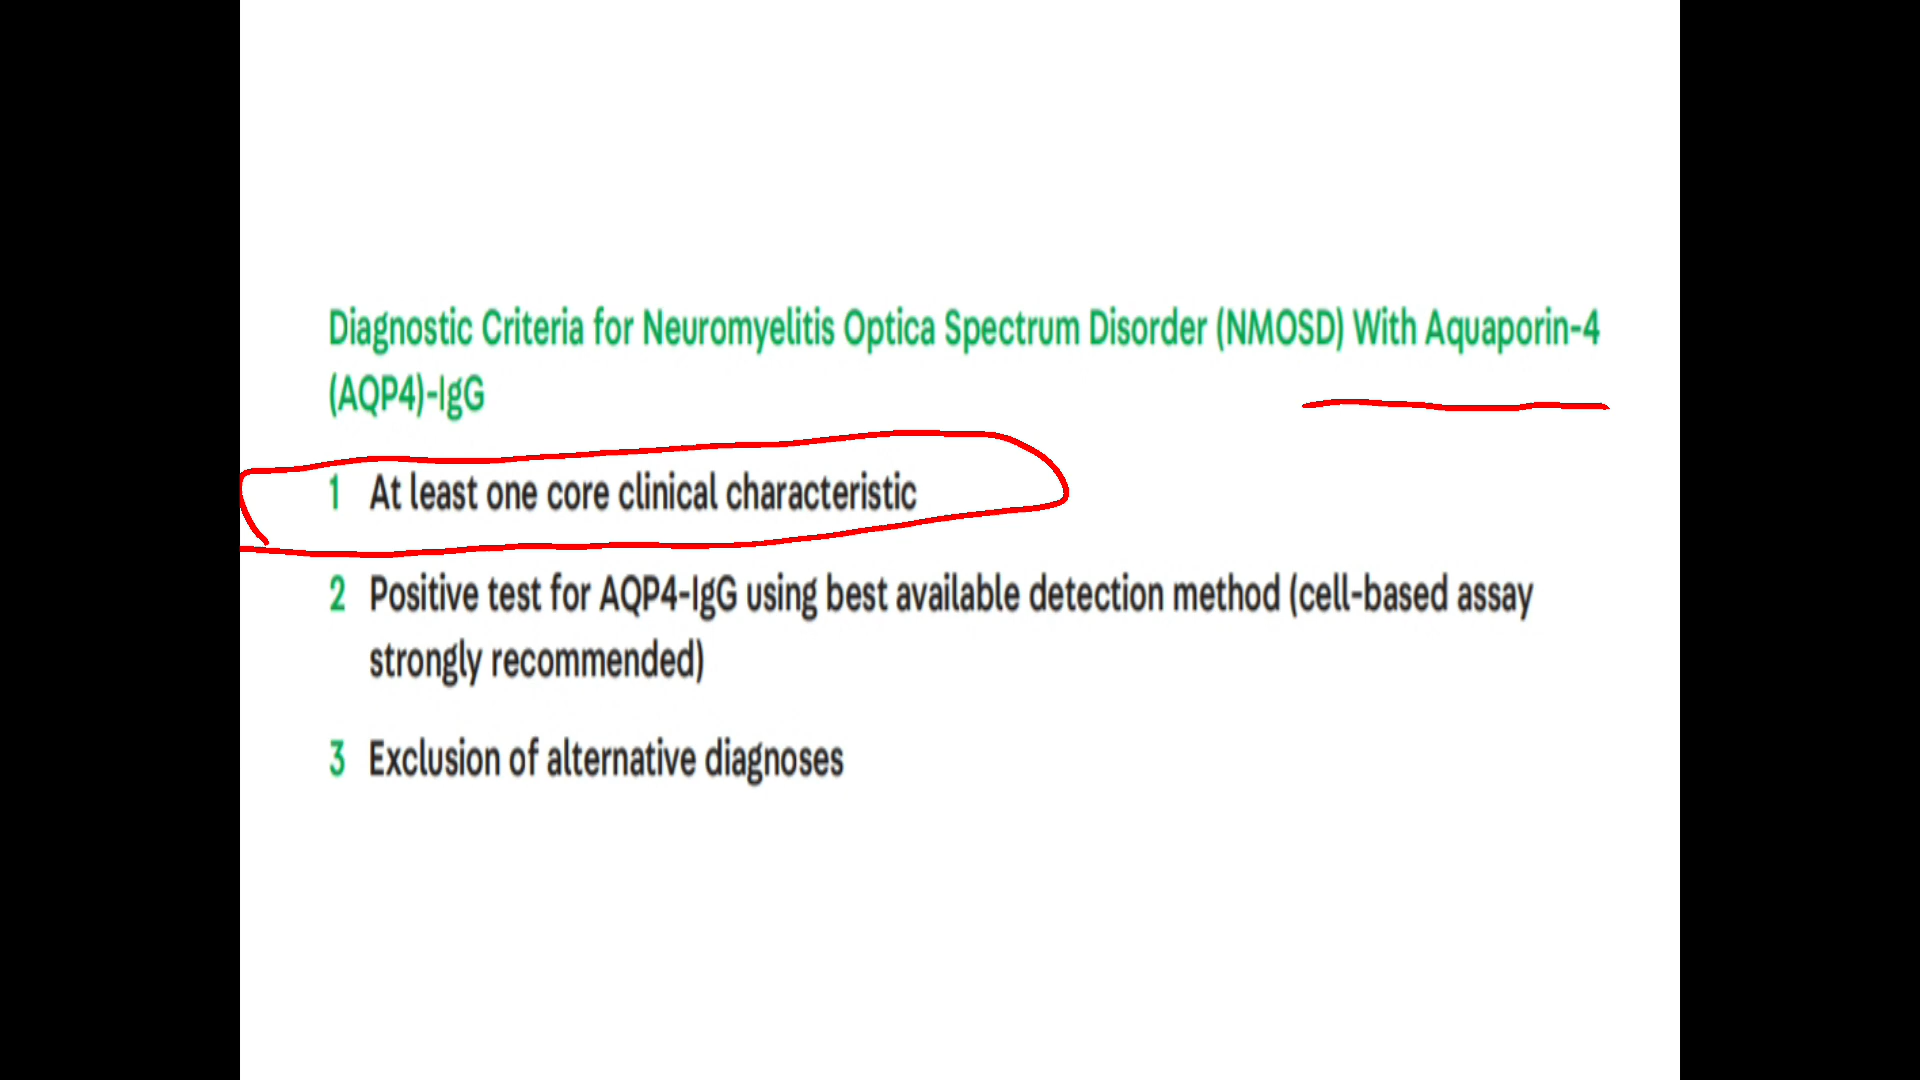 Diagnostic Criteria for Neuromyelitis Optica Spectrum Disorder (NMOSD) With Aquaporin-4
(AQP4)-IgG
1 At least one core clinical characteristic
2 Positive test for AQP4-IgG using best available detection method (cell-based assay
strongly recommended)
3 Exclusion of alternative diagnoses